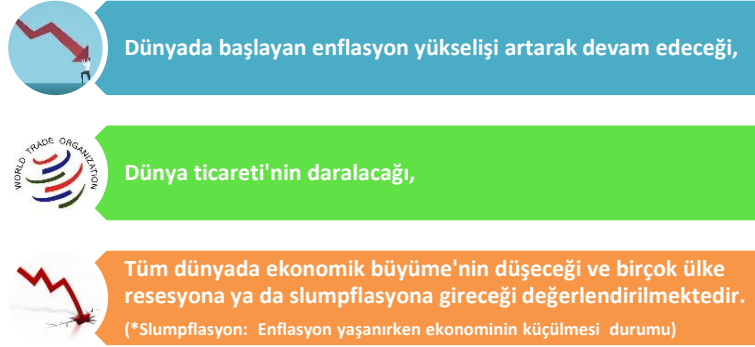 Dünyada başlayan enflasyon yükselişi artarak devam edeceği,
WORLD TRADE ORGANIZATION
Dünya ticareti'nin daralacağı,
Tüm dünyada ekonomik büyüme'nin düşeceği ve birçok ülke
resesyona ya da slumpflasyona gireceği değerlendirilmektedir.
(*Slumpflasyon: Enflasyon yaşanırken ekonominin küçülmesi durumu)